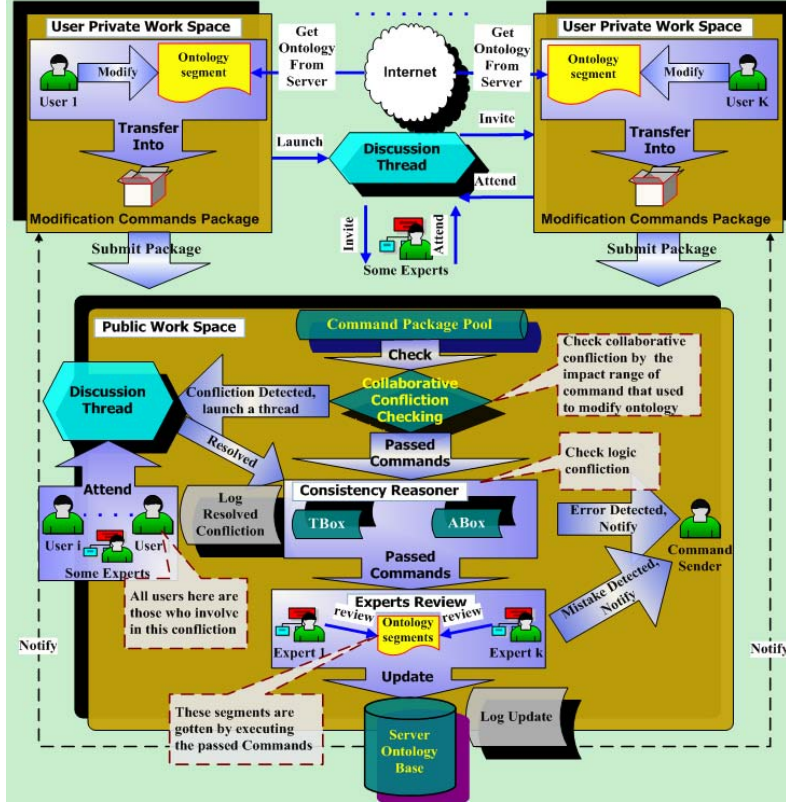 User Private Work Space
Ontology
segment
Modify
User 1
Transfer
Into
Modification Commands Package
Get
Ontology
From
Server
Internet
Get
Ontology
From
Server
User Private Work Space
Ontology
segment
Modify
User K
Transfer
Into
Modification Commands Package
Launch
Discussion
Thread
Invite
Attend
Invite
Attend
Some Experts
Submit Package
Submit Package
Public Work Space
Command Package Pool
Check
Collaborative
Confliction
Checking
Check collaborative
confliction by the
impact range of
command that used
to modify ontology
Confliction Detected,
launch a thread
Discussion
Thread
Resolved
Passed
Commands
Check logic
confliction
Attend
User i
User
Some Experts
Log
Resolved
Confliction
Consistency Reasoner
TBox
ABox
Error Detected,
Notify
Command
Sender
Passed
Commands
Mistake Detected,
Notify
All users here are
those who involve
in this confliction
Experts Review
review
review
Ontology
segments
Expert 1
Expert k
Notify
Notify
Update
These segments are
gotten by executing
the passed Commands
Server
Ontology
Base
Log Update